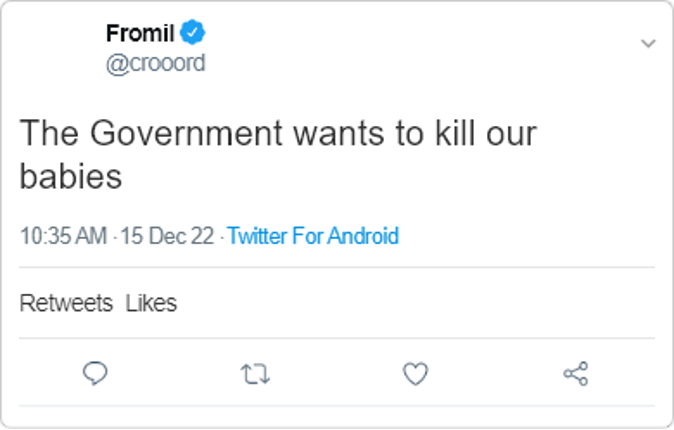 Fromil
@crooord
The Government wants to kill our
babies
10:35 AM · 15 Dec 22 · Twitter For Android
Retweets Likes